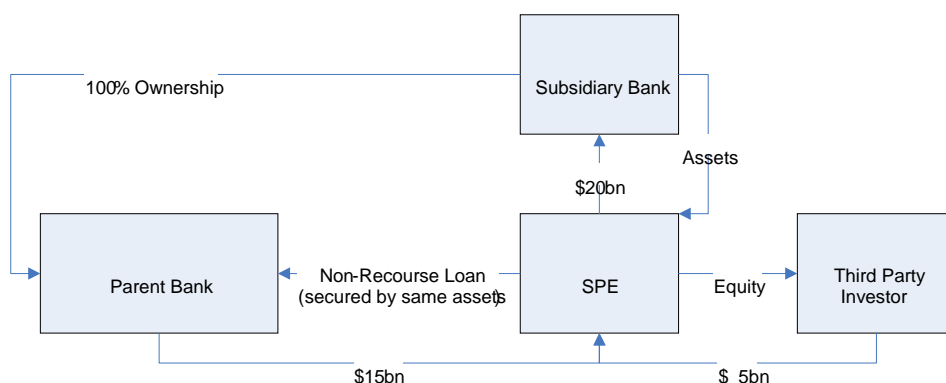 Subsidiary Bank
100% Ownership
Assets
$20bn
Parent Bank
Non-Recourse Loan
(secured by same assets)
SPE
Equity
Third Party
Investor
$15bn
$ 5bn